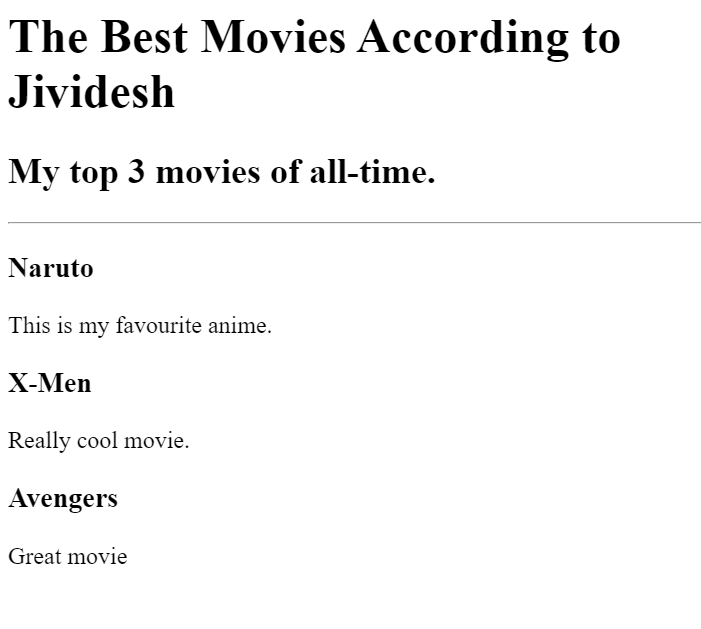 The Best Movies According to
Jividesh
My top 3 movies of all-time.
Naruto
This is my favourite anime.
X-Men
Really cool movie.
Avengers
Great movie